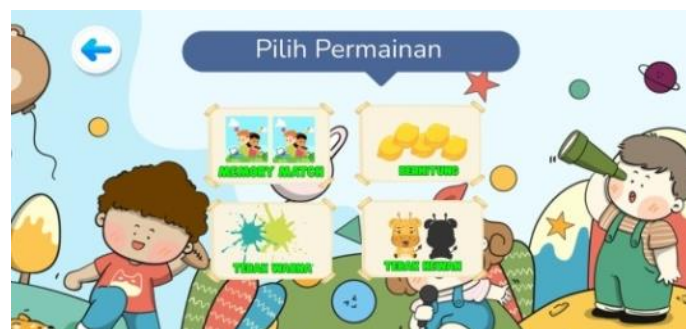 Pilih Permainan
MEMORY MATCH
BERHITUNG
TEBAK WARNA
TEBAK HEWAN